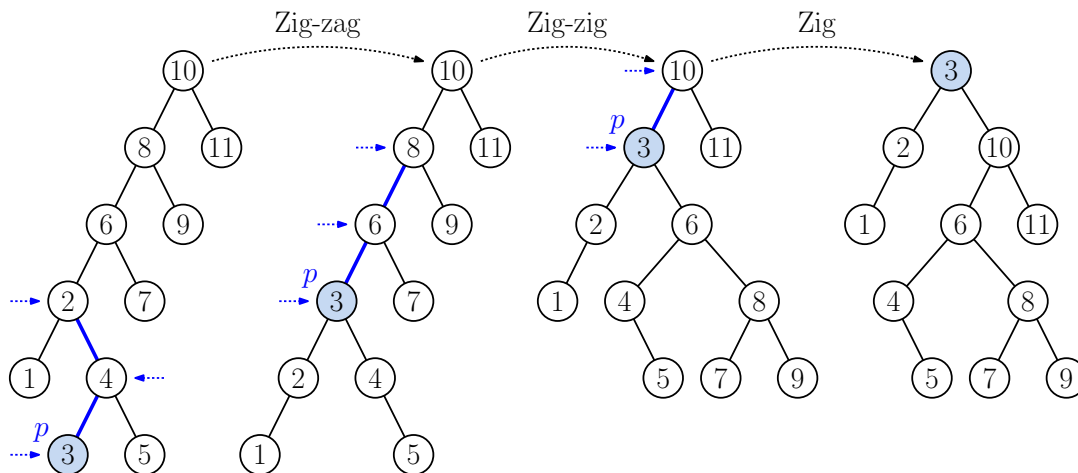 Zig-zag Zig-zig Zig
10 10 10 3
p
8 11 8 11 3 11 2 10
6 9 6 9 2 6 1 6 11
p
2 7 3 7 1 4 8 4 8
1 4 2 4 5 7 9 5 7 9
p
3 5 1 5